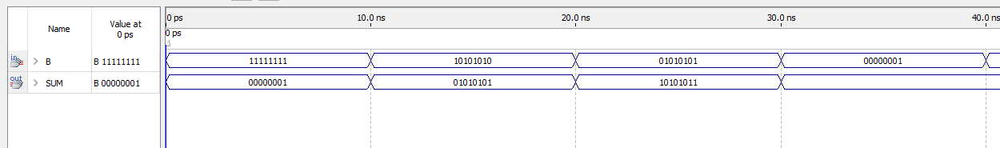 0 ps 10.0 ns 20.0 ns 30.0 ns 40.0 ns
Name Value at
0 ps
0 ps
in B B 11111111 11111111 10101010 01010101 00000001
out SUM B 00000001 00000001 01010101 10101011